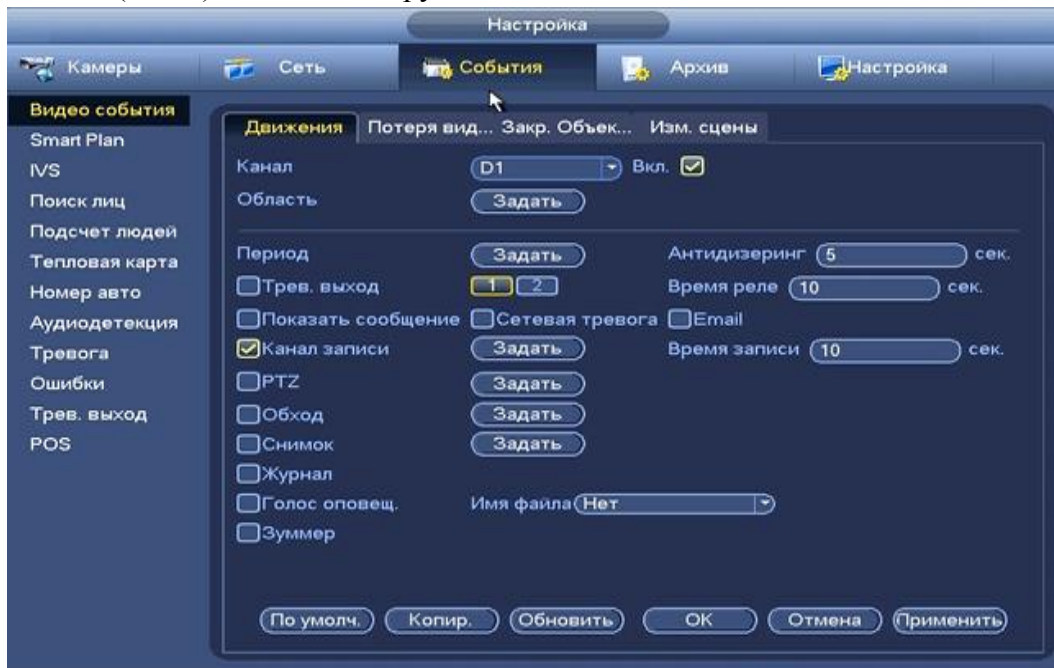 Настройка
Камеры Сеть События Архив Настройка
Видео события
Smart Plan
IVS
Поиск лиц
Подсчет людей
Тепловая карта
Номер авто
Аудиодетекция
Тревога
Ошибки
Трев. выход
POS
Движения Потеря вид... Закр. Объек... Изм. сцены
Канал D1 Вкл.
Область Задать
Период Задать Антидизеринг 5 сек.
Трев. выход 1 2 Время реле 10 сек.
Показать сообщение Сетевая тревога Email
Канал записи Задать Время записи 10 сек.
PTZ Задать
Обход Задать
Снимок Задать
Журнал
Голос оповещ. Имя файла Нет
Зуммер
По умолч. Копир. Обновить ОК Отмена Применить